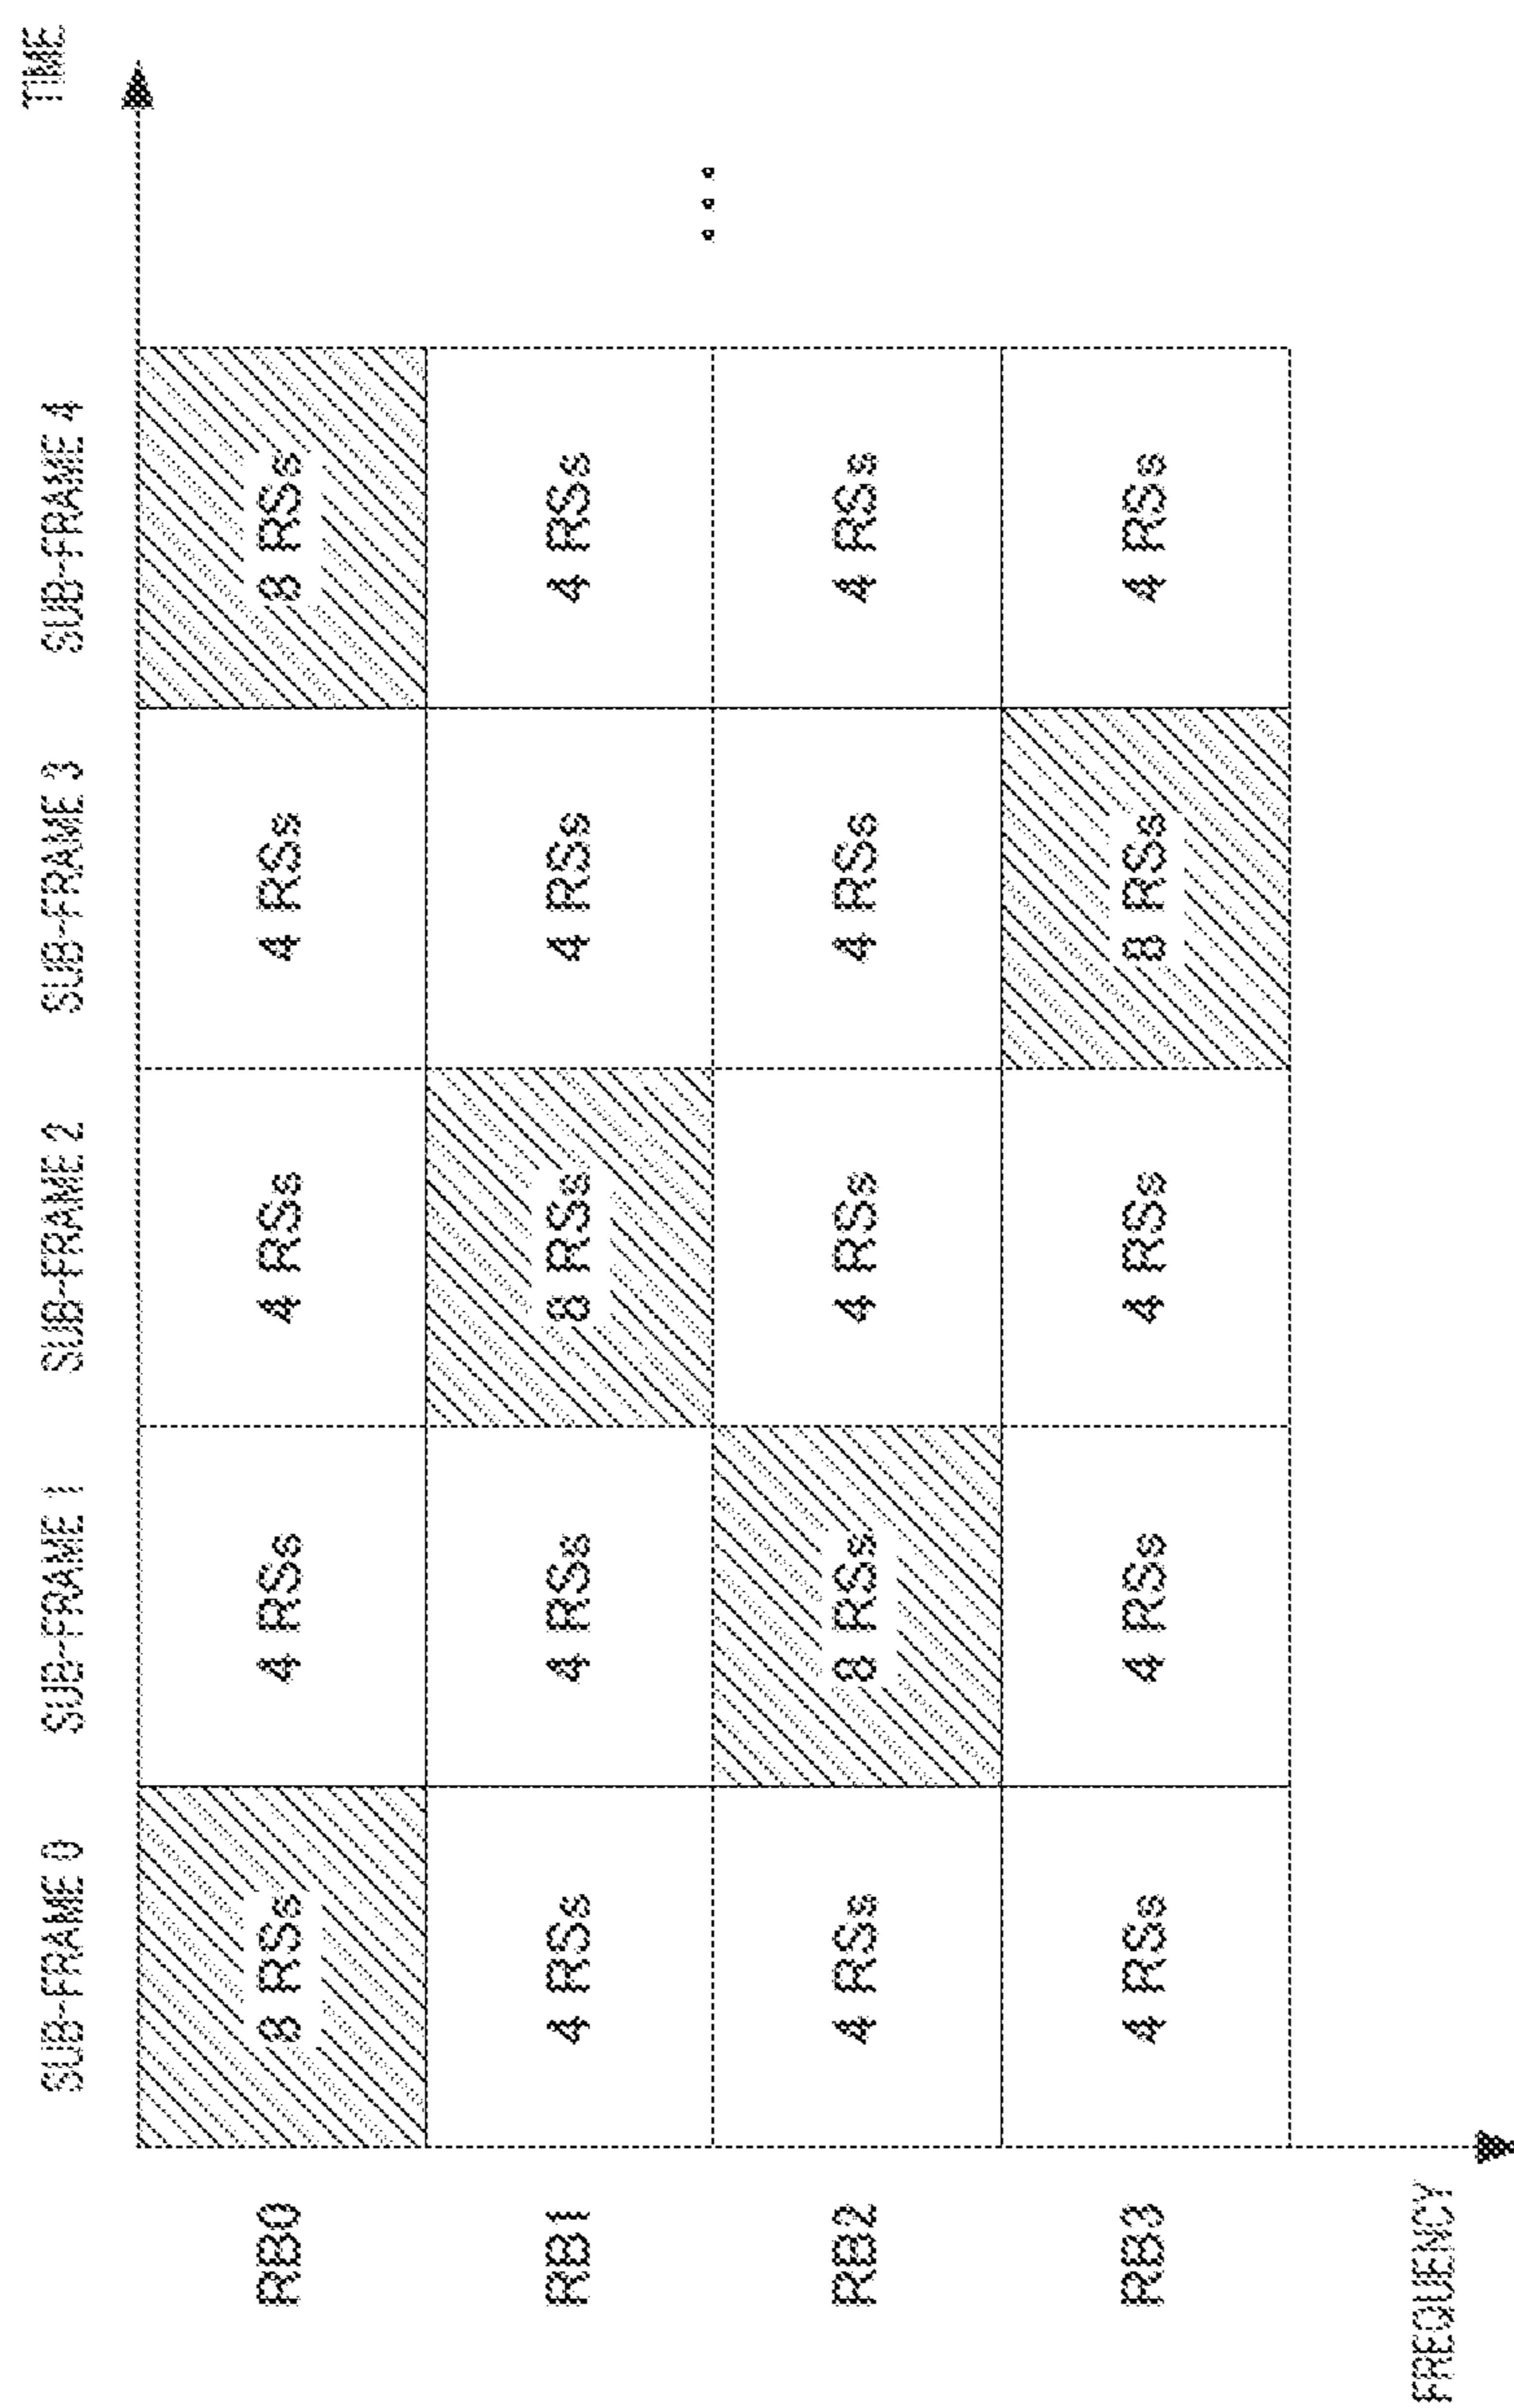 TIME
SUB-FRAME 0 SUB-FRAME 1 SUB-FRAME 2 SUB-FRAME 3 SUB-FRAME 4
RB0 8 RSs 4 RSs 4 RSs 4 RSs 8 RSs
RB1 4 RSs 4 RSs 8 RSs 4 RSs 4 RSs ...
RB2 4 RSs 8 RSs 4 RSs 4 RSs 4 RSs
RB3 4 RSs 4 RSs 4 RSs 8 RSs 4 RSs
FREQUENCY